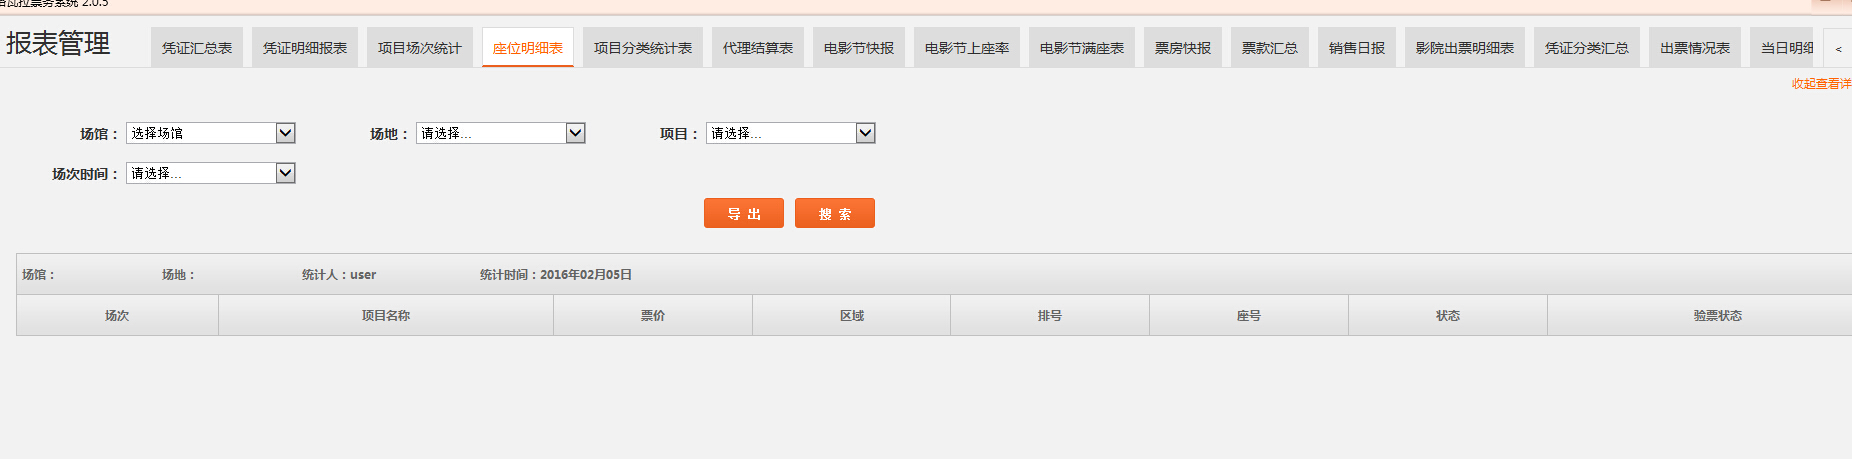 格瓦拉票务系统 2.0.5
报表管理
凭证汇总表 凭证明细报表 项目场次统计 座位明细表 项目分类统计表 代理结算表 电影节快报 电影节上座率 电影节满座表 票房快报 票款汇总 销售日报 影院出票明细表 凭证分类汇总 出票情况表 当日明细 <
收起查看详
场馆： 选择场馆 场地： 请选择... 项目： 请选择...
场次时间： 请选择...
导 出 搜 索
场馆： 场地： 统计人：user 统计时间：2016年02月05日
场次 项目名称 票价 区域 排号 座号 状态 验票状态